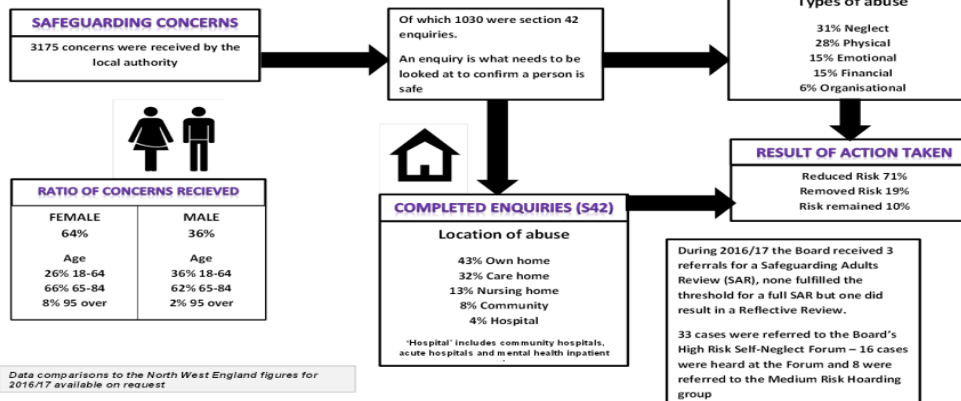 SAFEGUARDING CONCERNS
3175 concerns were received by the
local authority
Of which 1030 were section 42
enquiries.
An enquiry is what needs to be
looked at to confirm a person is
safe
Types of abuse
31% Neglect
28% Physical
15% Emotional
15% Financial
6% Organisational
RATIO OF CONCERNS RECIEVED
FEMALE
64%
Age
26% 18-64
66% 65-84
8% 95 over
MALE
36%
Age
36% 18-64
62% 65-84
2% 95 over
COMPLETED ENQUIRIES (S42)
Location of abuse
43% Own home
32% Care home
13% Nursing home
8% Community
4% Hospital
'Hospital' includes community hospitals,
acute hospitals and mental health inpatient
RESULT OF ACTION TAKEN
Reduced Risk 71%
Removed Risk 19%
Risk remained 10%
During 2016/17 the Board received 3
referrals for a Safeguarding Adults
Review (SAR), none fulfilled the
threshold for a full SAR but one did
result in a Reflective Review.
33 cases were referred to the Board's
High Risk Self-Neglect Forum – 16 cases
were heard at the Forum and 8 were
referred to the Medium Risk Hoarding
group
Data comparisons to the North West England figures for
2016/17 available on request